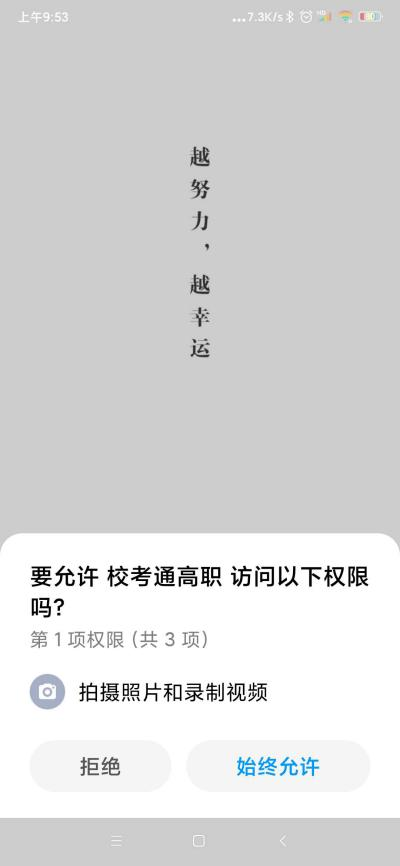 上午9:53
...7.3K/s
HD
80
越努力，越幸运
要允许 校考通高职 访问以下权限
吗?
第 1 项权限 (共 3 项)
拍摄照片和录制视频
拒绝
始终允许